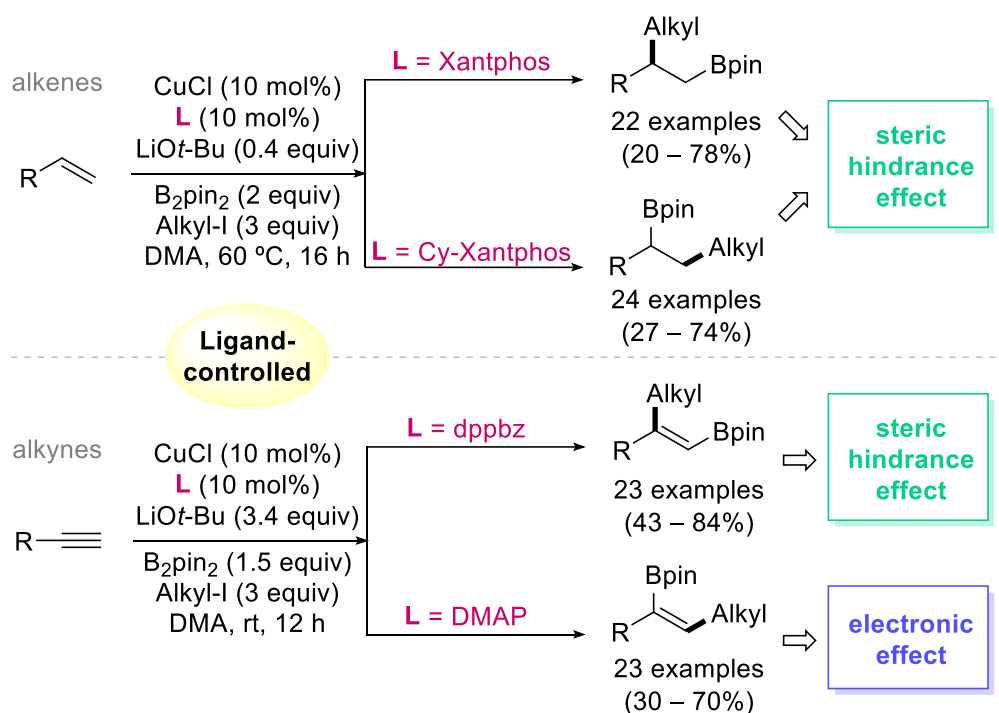 alkenes
R
CuCl (10 mol%)
L (10 mol%)
LiOt-Bu (0.4 equiv)
B2pin2 (2 equiv)
Alkyl-I (3 equiv)
DMA, 60 ºC, 16 h
L = Xantphos
Alkyl
R
Bpin
22 examples
(20 – 78%)
L = Cy-Xantphos
Bpin
R
Alkyl
24 examples
(27 – 74%)
steric
hindrance
effect
Ligand-
controlled
alkynes
R
CuCl (10 mol%)
L (10 mol%)
LiOt-Bu (3.4 equiv)
B2pin2 (1.5 equiv)
Alkyl-I (3 equiv)
DMA, rt, 12 h
L = dppbz
Alkyl
R
Bpin
23 examples
(43 – 84%)
steric
hindrance
effect
L = DMAP
Bpin
R
Alkyl
23 examples
(30 – 70%)
electronic
effect